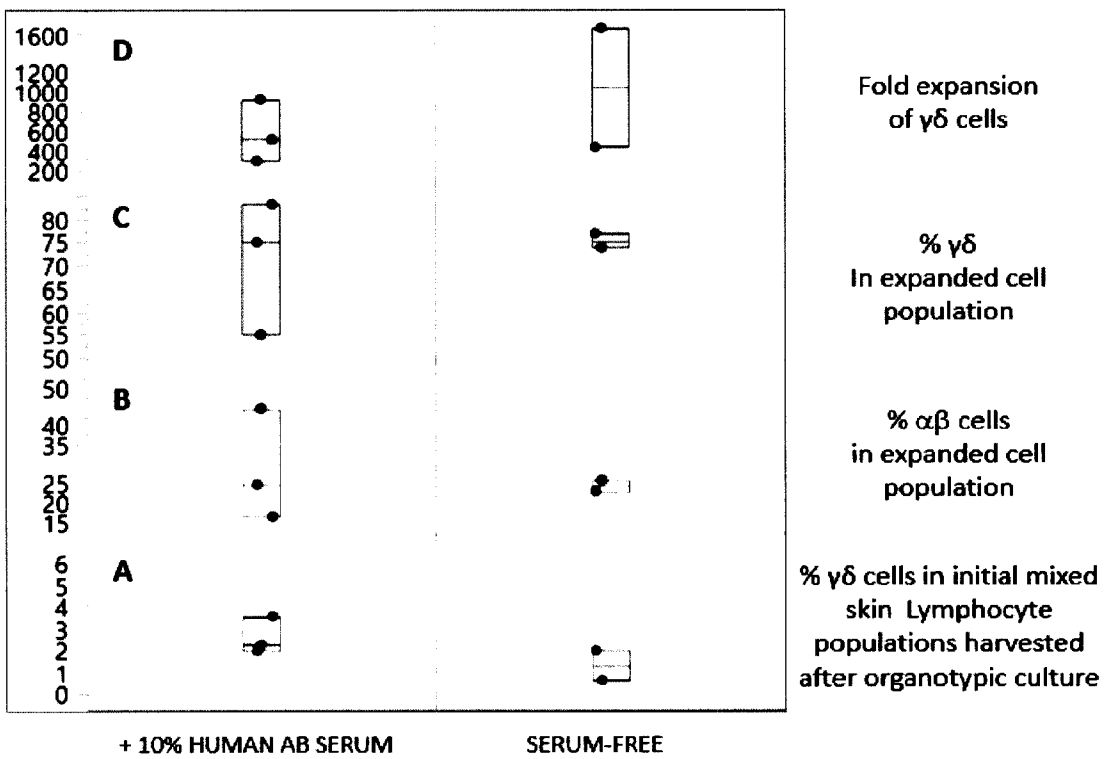 1600
D
1200
1000
800
600
400
200
Fold expansion
of γδ cells
C
80
75
70
65
60
55
50
% γδ
In expanded cell
population
50
B
40
35
25
20
15
% αβ cells
in expanded cell
population
6
A
5
4
3
2
1
0
% γδ cells in initial mixed
skin Lymphocyte
populations harvested
after organotypic culture
+ 10% HUMAN AB SERUM
SERUM-FREE